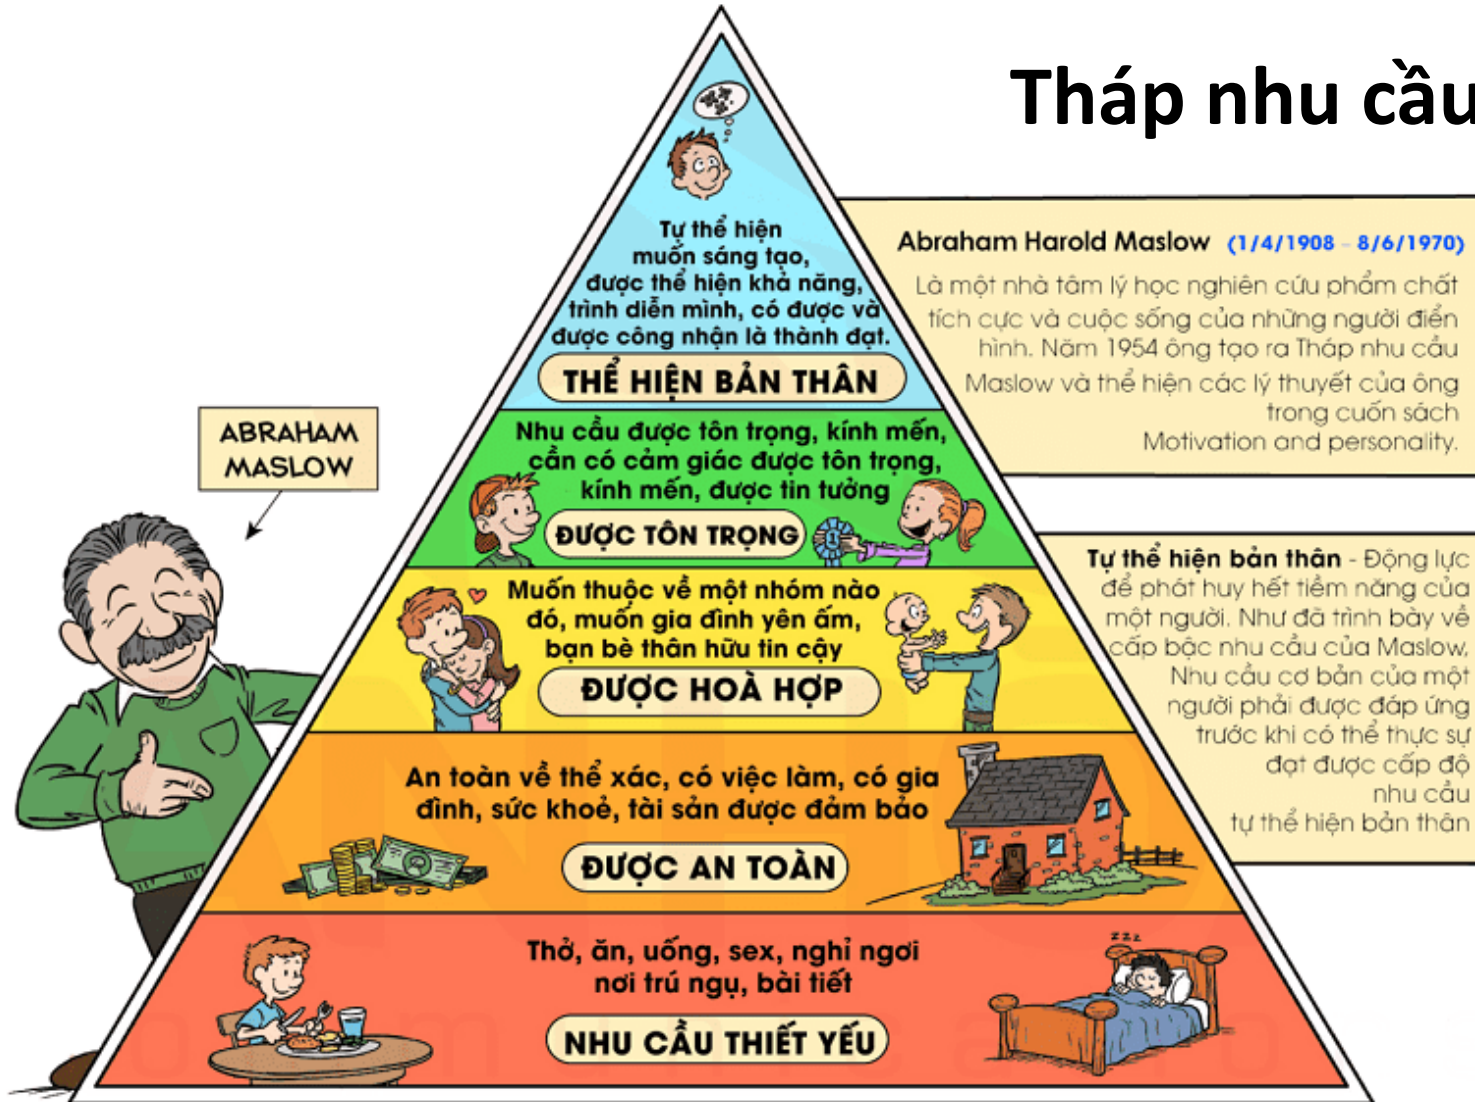 Tháp nhu cầu
Abraham Harold Maslow (1/4/1908 - 8/6/1970)
Là một nhà tâm lý học nghiên cứu phẩm chất
tích cực và cuộc sống của những người điển
hình. Năm 1954 ông tạo ra Tháp nhu cầu
Maslow và thể hiện các lý thuyết của ông
trong cuốn sách
Motivation and personality.
Tự thể hiện
muốn sáng tạo,
được thể hiện khả năng,
trình diễn mình, có được và
được công nhận là thành đạt.
THỂ HIỆN BẢN THÂN
ABRAHAM
MASLOW
Nhu cầu được tôn trọng, kính mến,
cần có cảm giác được tôn trọng,
kính mến, được tin tưởng
ĐƯỢC TÔN TRỌNG
1
Tự thể hiện bản thân - Động lực
để phát huy hết tiềm năng của
một người. Như đã trình bày về
cấp bậc nhu cầu của Maslow,
Nhu cầu cơ bản của một
người phải được đáp ứng
trước khi có thể thực sự
đạt được cấp độ
nhu cầu
tự thể hiện bản thân
Muốn thuộc về một nhóm nào
đó, muốn gia đình yên ấm,
bạn bè thân hữu tin cậy
ĐƯỢC HOÀ HỢP
An toàn về thể xác, có việc làm, có gia
đình, sức khoẻ, tài sản được đảm bảo
ĐƯỢC AN TOÀN
Thở, ăn, uống, sex, nghỉ ngơi
nơi trú ngụ, bài tiết
NHU CẦU THIẾT YẾU
zzz